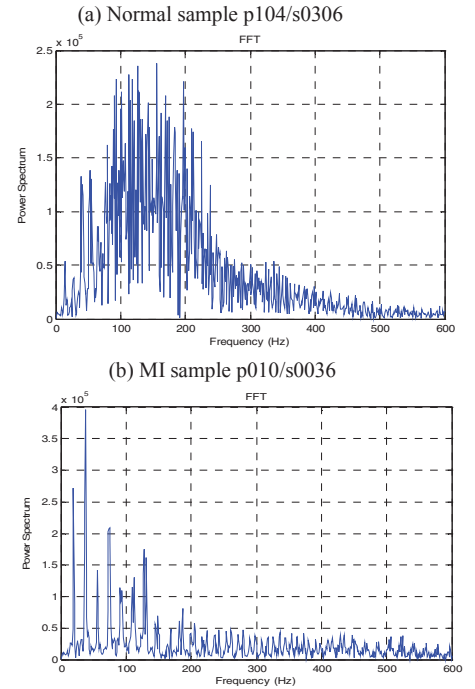 (a) Normal sample p104/s0306
FFT
x 10^5
2.5
2
1.5
1
0.5
0
Power Spectrum
0 100 200 300 400 500 600
Frequency (Hz)
(b) MI sample p010/s0036
FFT
x 10^5
4
3.5
3
2.5
2
1.5
1
0.5
0
Power Spectrum
0 100 200 300 400 500 600
Frequency (Hz)